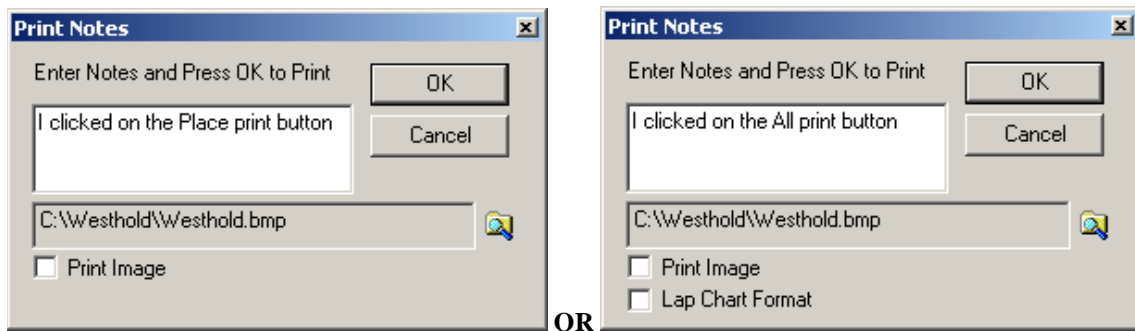 Print Notes
Enter Notes and Press OK to Print
OK
I clicked on the Place print button
Cancel
C:\Westhold\Westhold.bmp
Print Image
OR
Print Notes
Enter Notes and Press OK to Print
OK
I clicked on the All print button
Cancel
C:\Westhold\Westhold.bmp
Print Image
Lap Chart Format